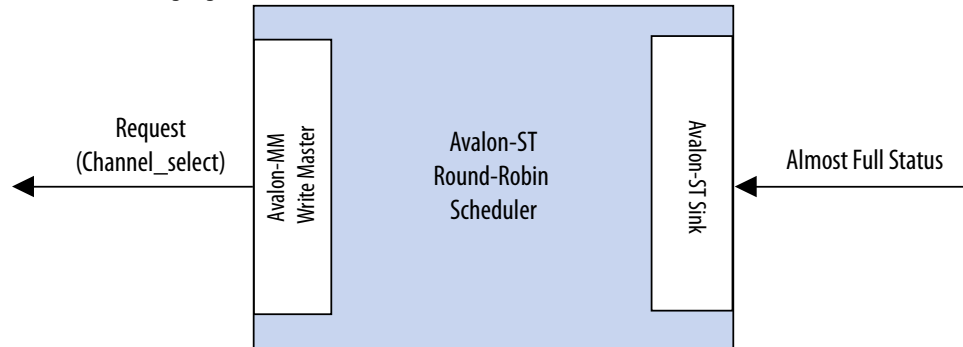 Request
(Channel_select)
Avalon-MM
Write Master
Avalon-ST
Round-Robin
Scheduler
Avalon-ST Sink
Almost Full Status